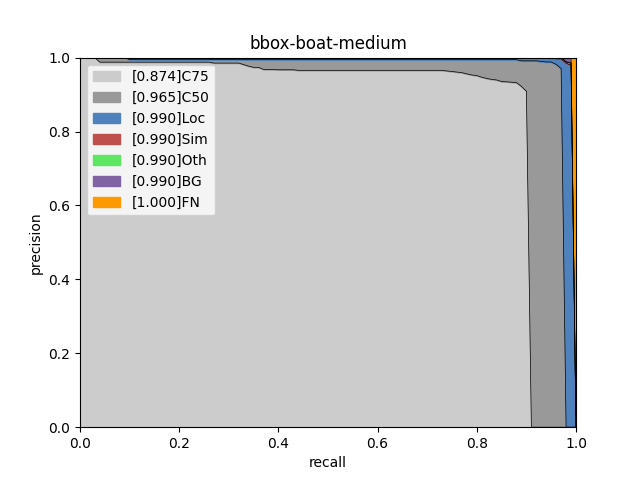 bbox-boat-medium
1.0
0.8
0.6
0.4
0.2
0.0
precision
[0.874]C75
[0.965]C50
[0.990]Loc
[0.990]Sim
[0.990]Oth
[0.990]BG
[1.000]FN
0.0 0.2 0.4 0.6 0.8 1.0
recall